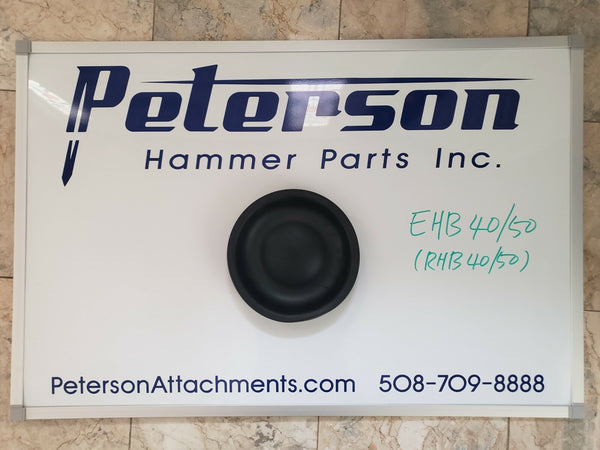 Peterson
Hammer Parts Inc.
EHB 40/50
(RHB 40/50)
PetersonAttachments.com 508-709-8888